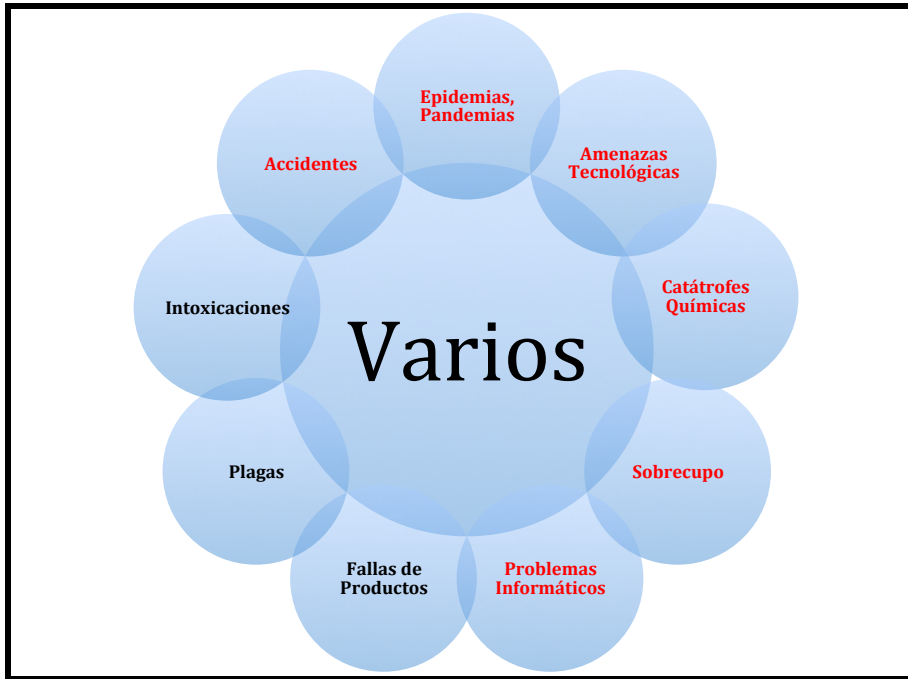 Epidemias,
Pandemias
Amenazas
Tecnológicas
Catátrofes
Químicas
Sobrecupo
Problemas
Informáticos
Fallas de
Productos
Plagas
Intoxicaciones
Accidentes
Varios